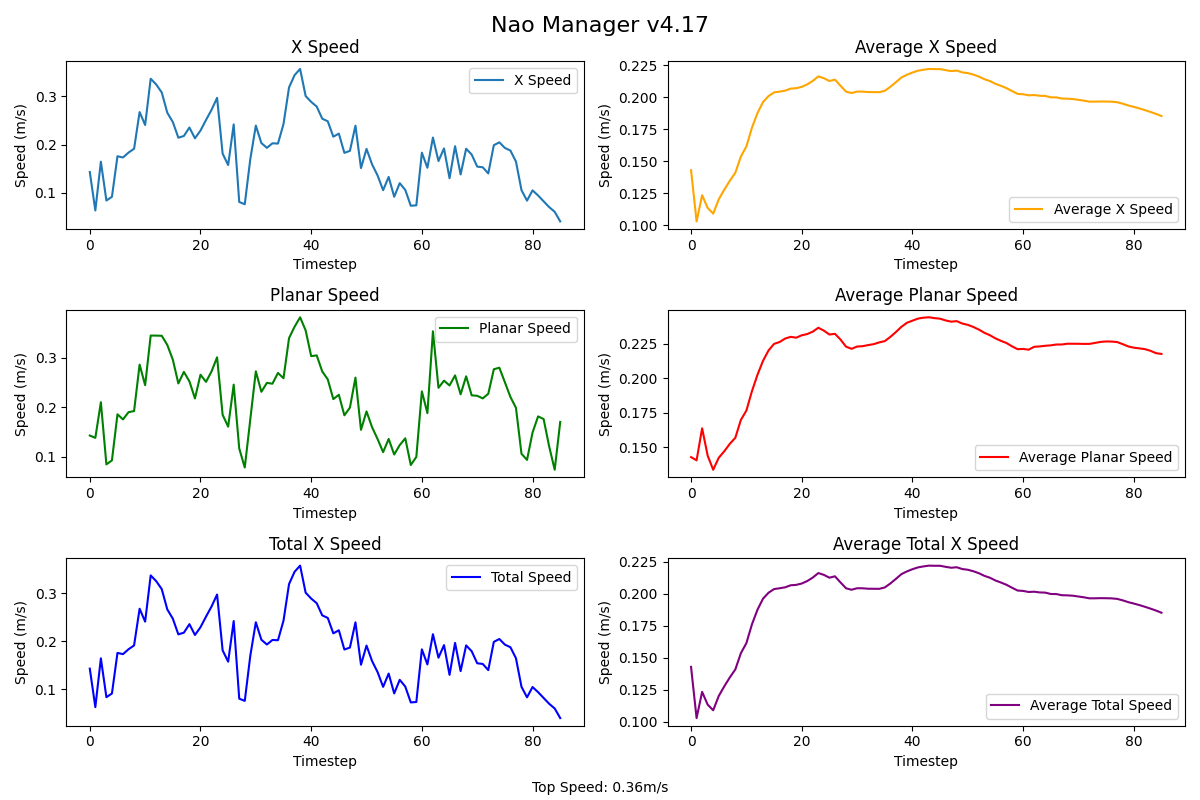 Nao Manager v4.17
X Speed
Speed (m/s)
0.3
0.2
0.1
X Speed
0 20 40 60 80
Timestep
Average X Speed
Speed (m/s
0.225
0.200
0.175
0.150
0.125
0.100
Average X Speed
0 20 40 60 80
Timestep
Planar Speed
Speed (m/s)
0.3
0.2
0.1
Planar Speed
0 20 40 60 80
Timestep
Average Planar Speed
Speed (m/s)
0.225
0.200
0.175
0.150
Average Planar Speed
0 20 40 60 80
Timestep
Total X Speed
Speed (m/s)
0.3
0.2
0.1
Total Speed
0 20 40 60 80
Timestep
Average Total X Speed
Speed (m/s)
0.225
0.200
0.175
0.150
0.125
0.100
Average Total Speed
0 20 40 60 80
Timestep
Top Speed: 0.36m/s